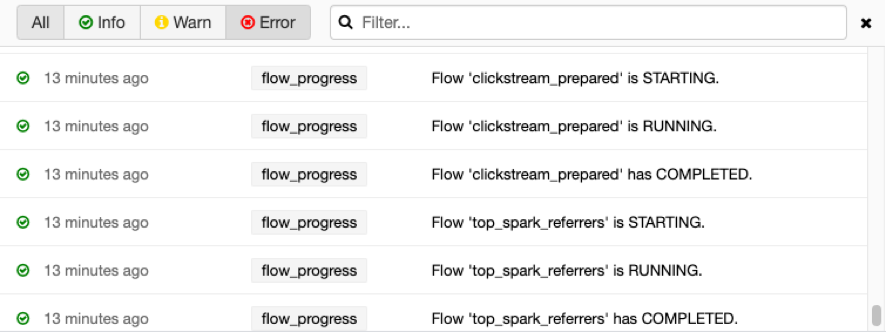 All Info Warn Error Filter...
13 minutes ago flow_progress Flow 'clickstream_prepared' is STARTING.
13 minutes ago flow_progress Flow 'clickstream_prepared' is RUNNING.
13 minutes ago flow_progress Flow 'clickstream_prepared' has COMPLETED.
13 minutes ago flow_progress Flow 'top_spark_referrers' is STARTING.
13 minutes ago flow_progress Flow 'top_spark_referrers' is RUNNING.
13 minutes ago flow_progress Flow 'top_spark_referrers' has COMPLETED.